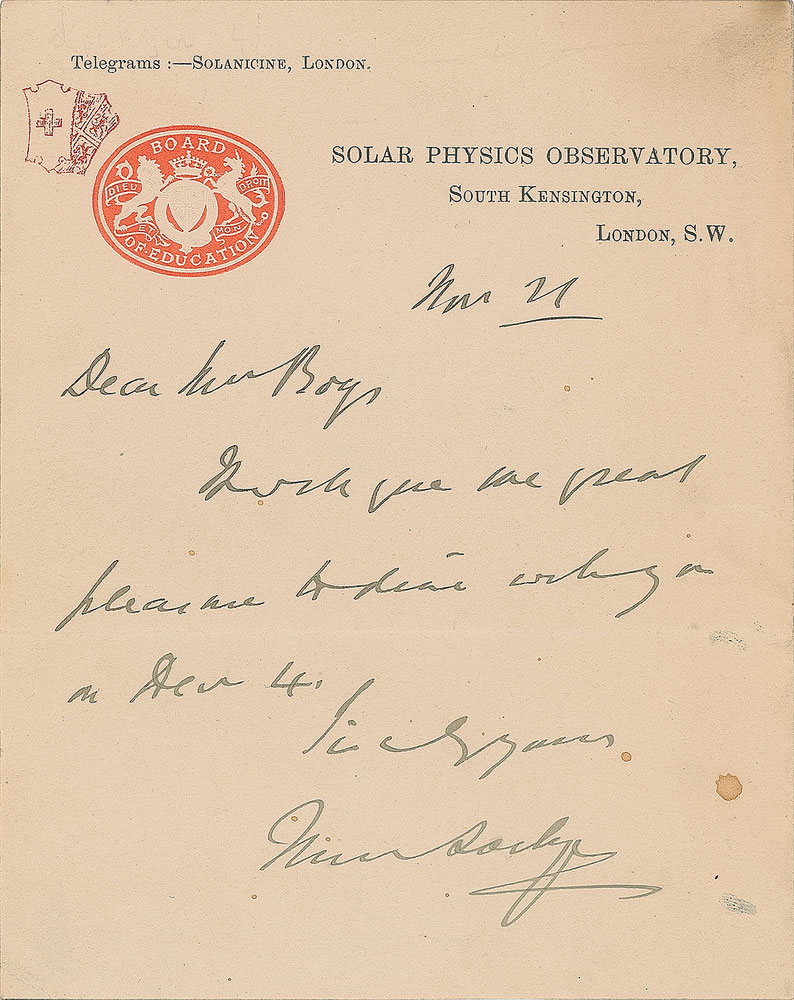 Telegrams :—Solanicine, London.
BOARD
OF EDUCATION
DIEU ET MON DROIT
SOLAR PHYSICS OBSERVATORY,
South Kensington,
London, S.W.
Nov 21
Dear Mr Boys
It will give me great
pleasure to dine with you
on Dec 4.
Sincerely yours
Norman Lockyer